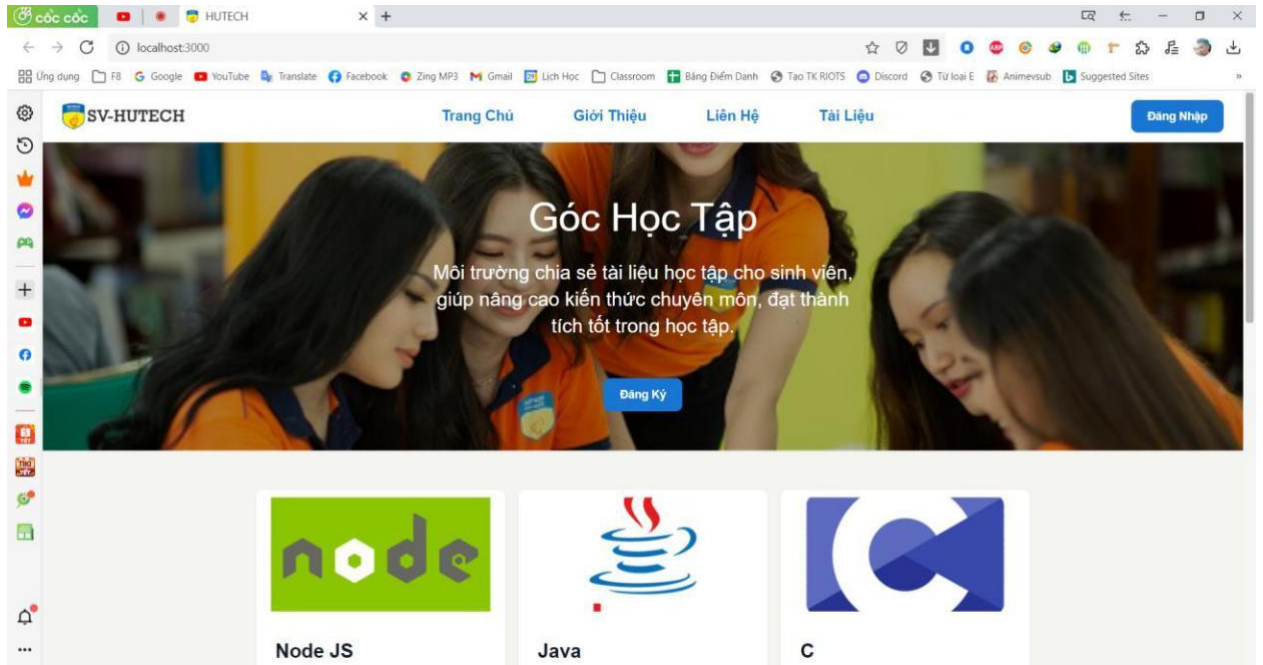 cốc cốc
HUTECH
localhost:3000
Ứng dụng F8 Google YouTube Translate Facebook Zing MP3 Gmail Lịch Học Classroom Bảng Điểm Danh Tạo TK RIOTS Discord Từ loại E Animevsub Suggested Sites »
SV-HUTECH Trang Chủ Giới Thiệu Liên Hệ Tài Liệu Đăng Nhập
Góc Học Tập
Môi trường chia sẻ tài liệu học tập cho sinh viên,
giúp nâng cao kiến thức chuyên môn, đạt thành
tích tốt trong học tập.
Đăng Ký
node
C
Node JS Java C